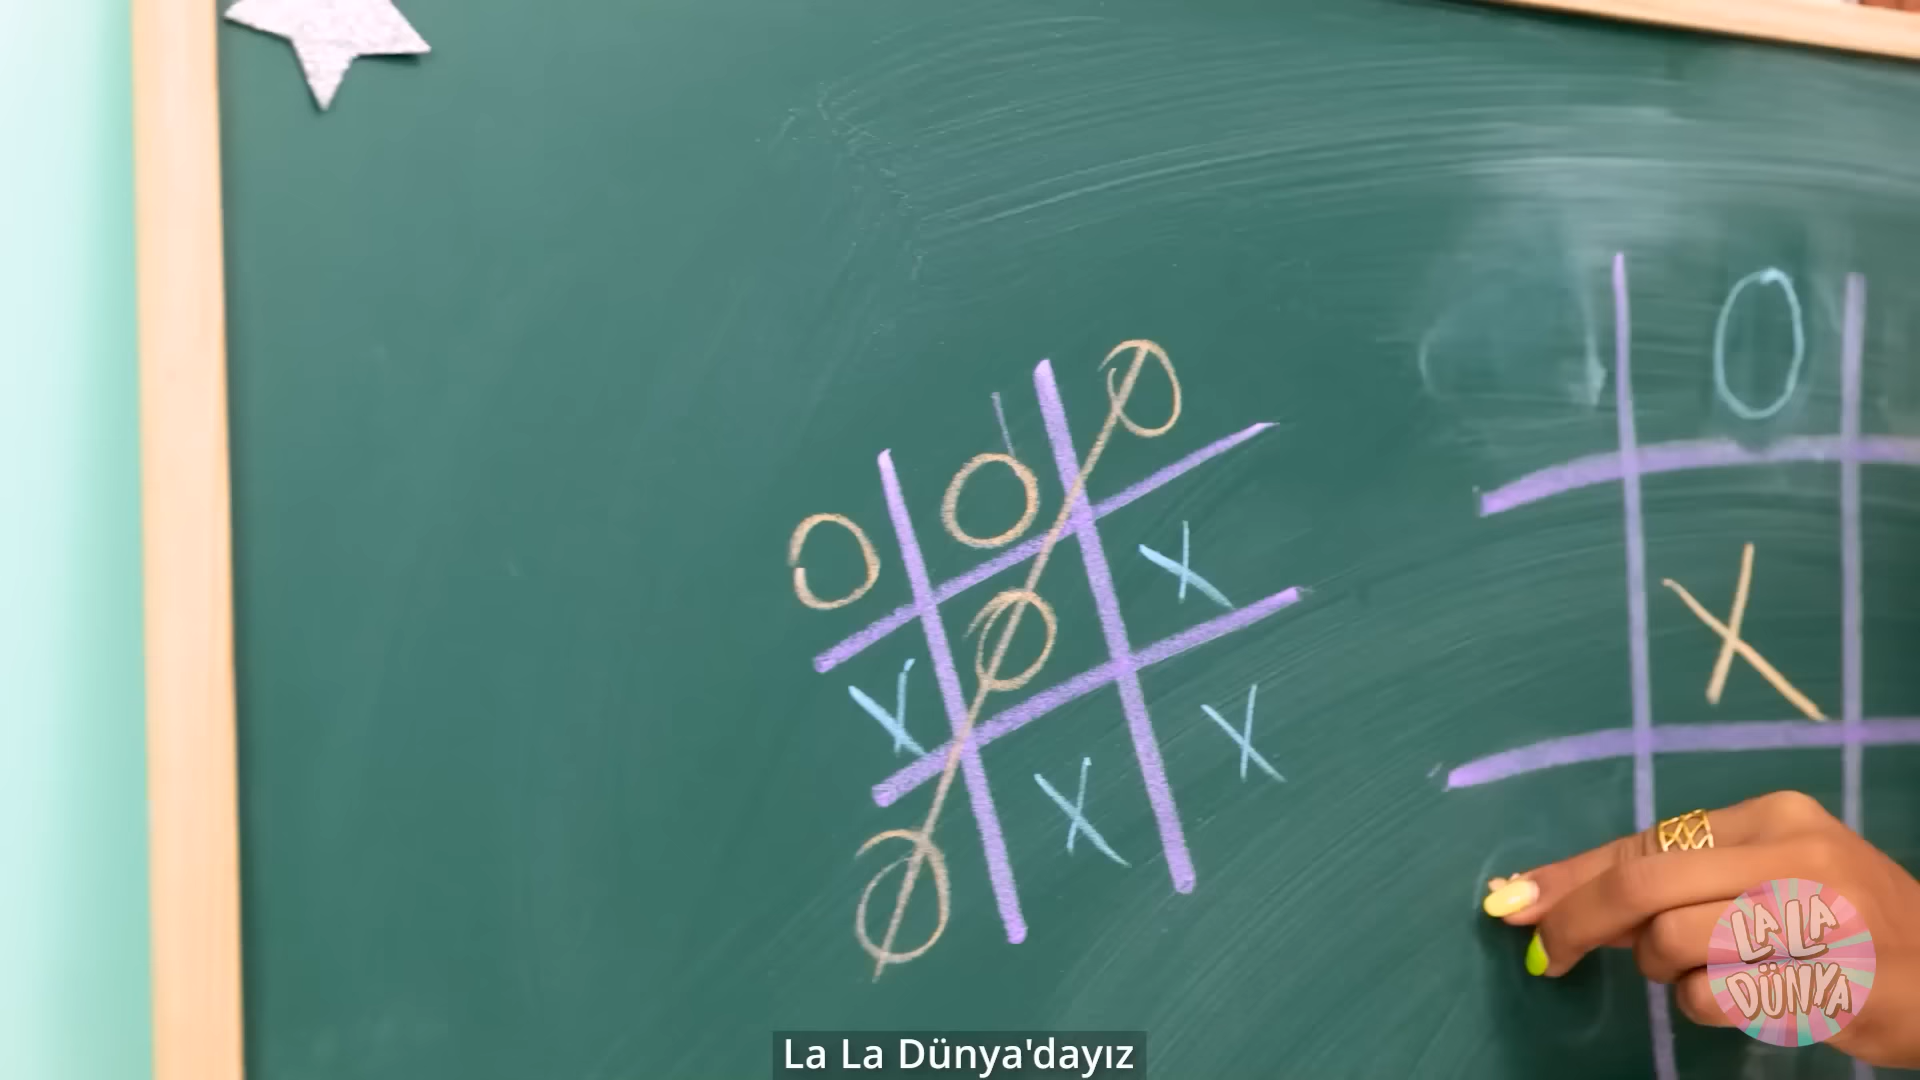 O O O
X O X
O X X
O
X
LA LA
DÜNYA
La La Dünya'dayız